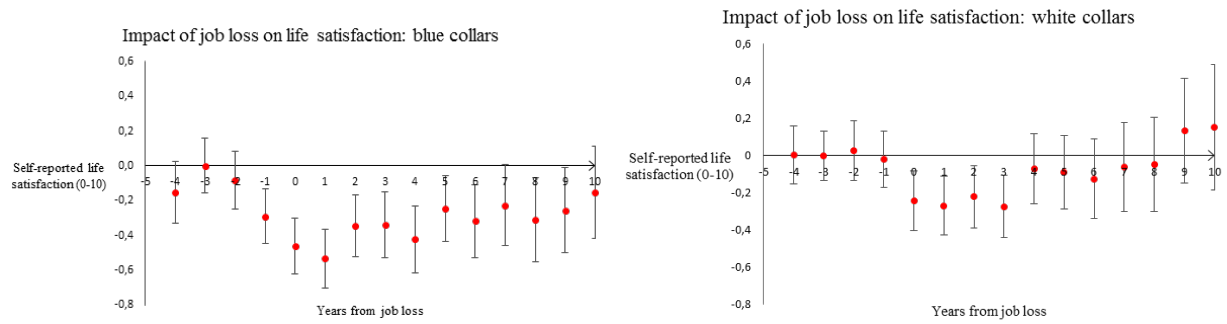 Impact of job loss on life satisfaction: blue collars
0,6
0,4
0,2
0,0
-0,2
-0,4
-0,6
-0,8
Self-reported life
satisfaction (0-10)
-5 -4 -3 -2 -1 0 1 2 3 4 5 6 7 8 9 10
Years from job loss
Impact of job loss on life satisfaction: white collars
0,6
0,4
0,2
0
-0,2
-0,4
-0,6
-0,8
Self-reported life
satisfaction (0-10)
-5 -4 -3 -2 -1 0 1 2 3 4 5 6 7 8 9 10
Years from job loss